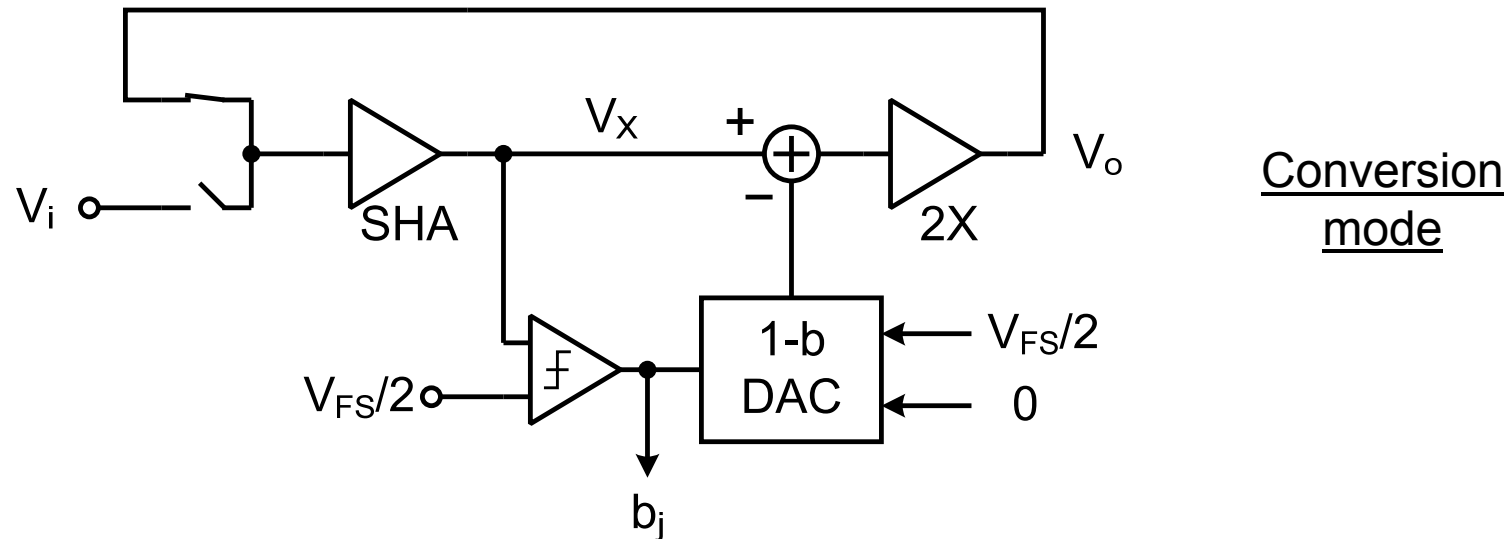 V_X
+
V_o
Conversion
mode
V_i
SHA
−
2X
1-b
DAC
V_FS/2
0
V_FS/2
b_j